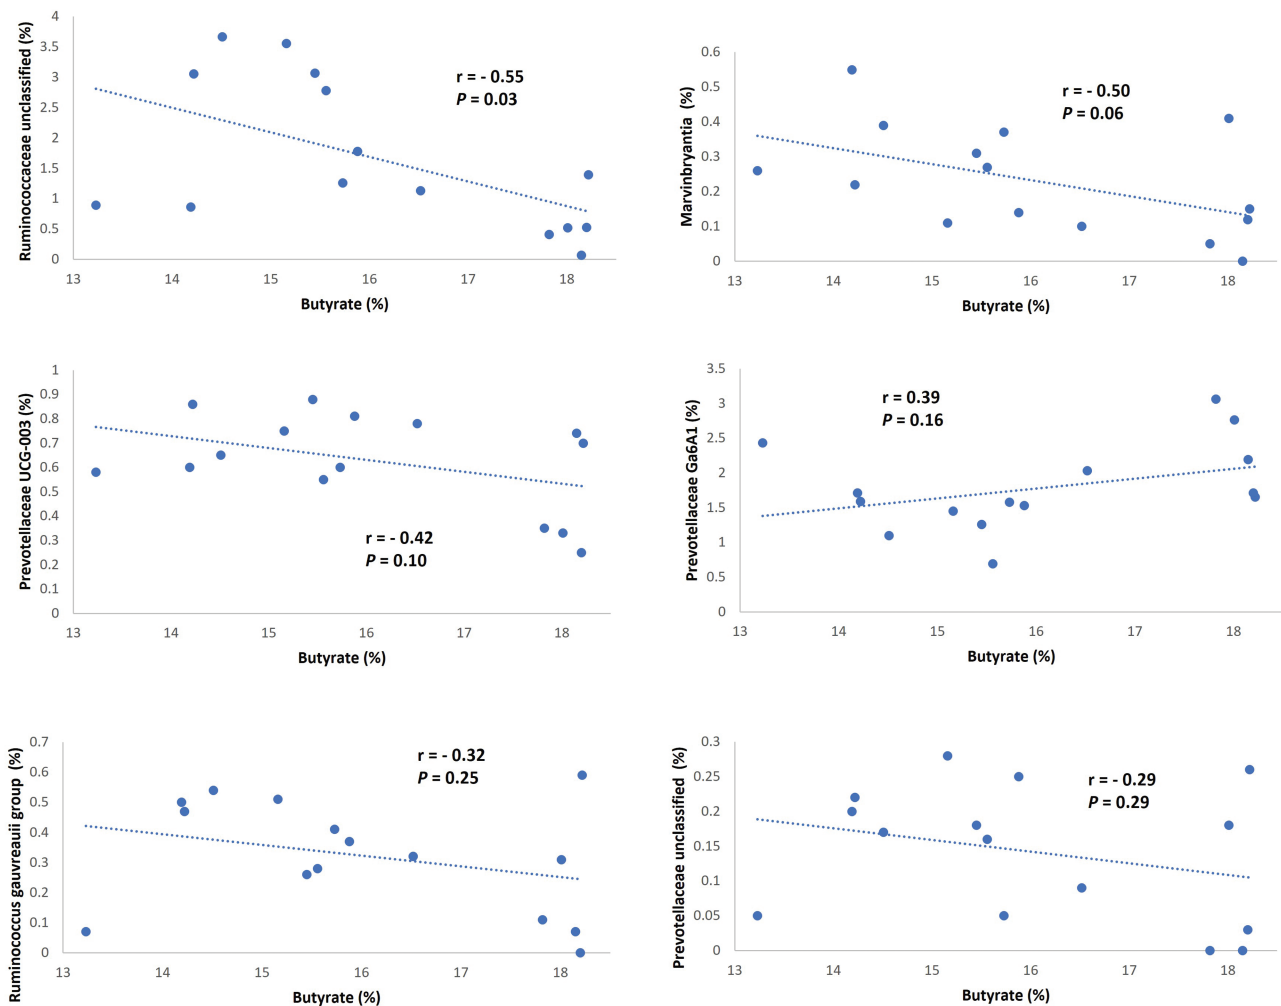 Ruminococcaceae unclassified (%)
4
3.5
3
2.5
2
1.5
1
0.5
0
13 14 15 16 17 18
Butyrate (%)
r = - 0.55
P = 0.03
Marvinbryantia (%)
0.6
0.5
0.4
0.3
0.2
0.1
0
13 14 15 16 17 18
Butyrate (%)
r = - 0.50
P = 0.06
Prevotellaceae UCG-003 (%)
1
0.9
0.8
0.7
0.6
0.5
0.4
0.3
0.2
0.1
0
13 14 15 16 17 18
Butyrate (%)
r = - 0.42
P = 0.10
Prevotellaceae Ga6A1 (%)
3.5
3
2.5
2
1.5
1
0.5
0
13 14 15 16 17 18
Butyrate (%)
r = 0.39
P = 0.16
Ruminococcus gauvreauii group (%)
0.7
0.6
0.5
0.4
0.3
0.2
0.1
0
13 14 15 16 17 18
Butyrate (%)
r = - 0.32
P = 0.25
Prevotellaceae unclassified (%)
0.3
0.25
0.2
0.15
0.1
0.05
0
13 14 15 16 17 18
Butyrate (%)
r = - 0.29
P = 0.29